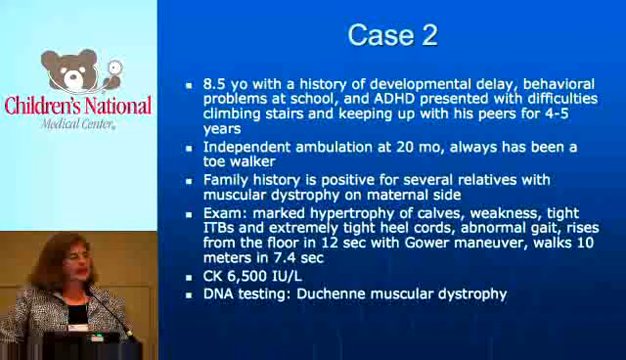 Case 2
Children's National
Medical Center
8.5 yo with a history of developmental delay, behavioral
problems at school, and ADHD presented with difficulties
climbing stairs and keeping up with his peers for 4-5
years
Independent ambulation at 20 mo, always has been a
toe walker
Family history is positive for several relatives with
muscular dystrophy on maternal side
Exam: marked hypertrophy of calves, weakness, tight
ITBs and extremely tight heel cords, abnormal gait, rises
from the floor in 12 sec with Gower maneuver, walks 10
meters in 7.4 sec
CK 6,500 IU/L
DNA testing: Duchenne muscular dystrophy